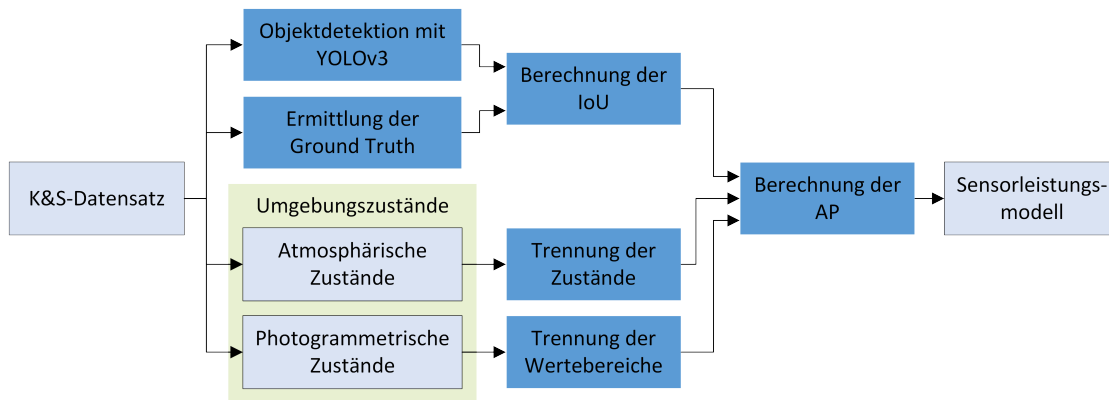 Objektdetektion mit
YOLOv3
Berechnung der
IoU
Ermittlung der
Ground Truth
K&S-Datensatz
Umgebungszustände
Berechnung der
AP
Sensorleistungs-
modell
Atmosphärische
Zustände
Trennung der
Zustände
Photogrammetrische
Zustände
Trennung der
Wertebereiche